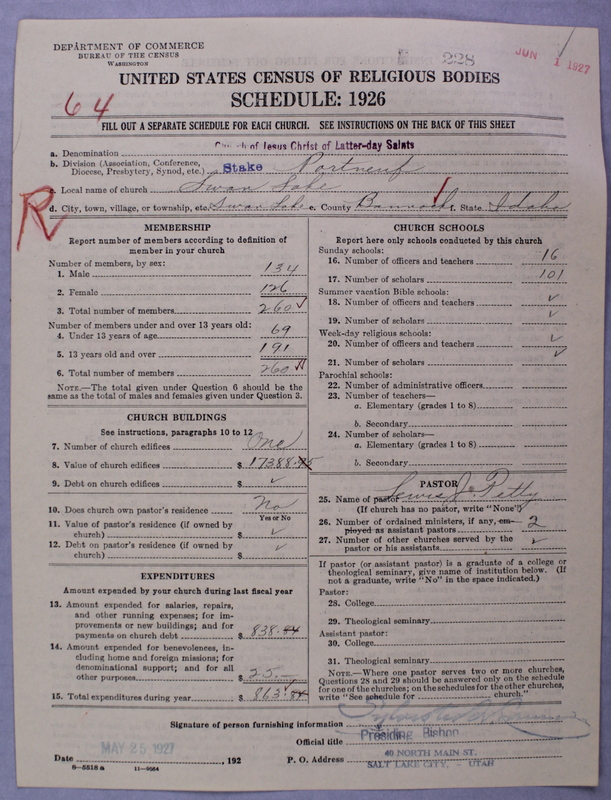 DEPARTMENT OF COMMERCE
BUREAU OF THE CENSUS
WASHINGTON
228
JUN 1 1927
UNITED STATES CENSUS OF RELIGIOUS BODIES
64
SCHEDULE: 1926
FILL OUT A SEPARATE SCHEDULE FOR EACH CHURCH. SEE INSTRUCTIONS ON THE BACK OF THIS SHEET
a. Denomination Church of Jesus Christ of Latter-day Saints
b. Division (Association, Conference, Diocese, Presbytery, Synod, etc.) Stake Portneuf
c. Local name of church Swan Lake
R
d. City, town, village, or township, etc. Swan Lake e. County Bannock f. State Idaho
MEMBERSHIP
Report number of members according to definition of
member in your church
Number of members, by sex:
1. Male 134
2. Female 126
3. Total number of members 260 ✓
Number of members under and over 13 years old:
4. Under 13 years of age 69
5. 13 years old and over 191
6. Total number of members 260 ✓
NOTE.—The total given under Question 6 should be the
same as the total of males and females given under Question 3.
CHURCH BUILDINGS
See instructions, paragraphs 10 to 12
7. Number of church edifices One
8. Value of church edifices $ 17388.75
9. Debt on church edifices $ ✓
10. Does church own pastor's residence? No
Yes or No
11. Value of pastor's residence (if owned by
church) $ ✓
12. Debt on pastor's residence (if owned by
church) $ ✓
EXPENDITURES
Amount expended by your church during last fiscal year
13. Amount expended for salaries, repairs,
and other running expenses; for im-
provements or new buildings; and for
payments on church debt $ 838.84
14. Amount expended for benevolences, in-
cluding home and foreign missions; for
denominational support; and for all
other purposes $ 25.—
15. Total expenditures during year $ 863.84
CHURCH SCHOOLS
Report here only schools conducted by this church
Sunday schools:
16. Number of officers and teachers 16
17. Number of scholars 101
Summer vacation Bible schools:
18. Number of officers and teachers ✓
19. Number of scholars ✓
Week-day religious schools:
20. Number of officers and teachers ✓
21. Number of scholars ✓
Parochial schools:
22. Number of administrative officers
23. Number of teachers—
a. Elementary (grades 1 to 8)
b. Secondary
24. Number of scholars—
a. Elementary (grades 1 to 8)
b. Secondary
PASTOR
25. Name of pastor Lewis J. Petty
(If church has no pastor, write "None")
26. Number of ordained ministers, if any, em-
ployed as assistant pastors 2
27. Number of other churches served by the
pastor or his assistants ✓
If pastor (or assistant pastor) is a graduate of a college or
theological seminary, give name of institution below. (If
not a graduate, write "No" in the space indicated.)
Pastor:
28. College
29. Theological seminary
Assistant pastor:
30. College
31. Theological seminary
NOTE.—Where one pastor serves two or more churches,
Questions 28 and 29 should be answered only on the schedule
for one of the churches; on the schedules for the other churches,
write "See schedule for church."
Signature of person furnishing information
Official title Presiding Bishop
Date MAY 25 1927, 192 P. O. Address 40 NORTH MAIN ST.
SALT LAKE CITY, - UTAH
8—5518 a 11—9064